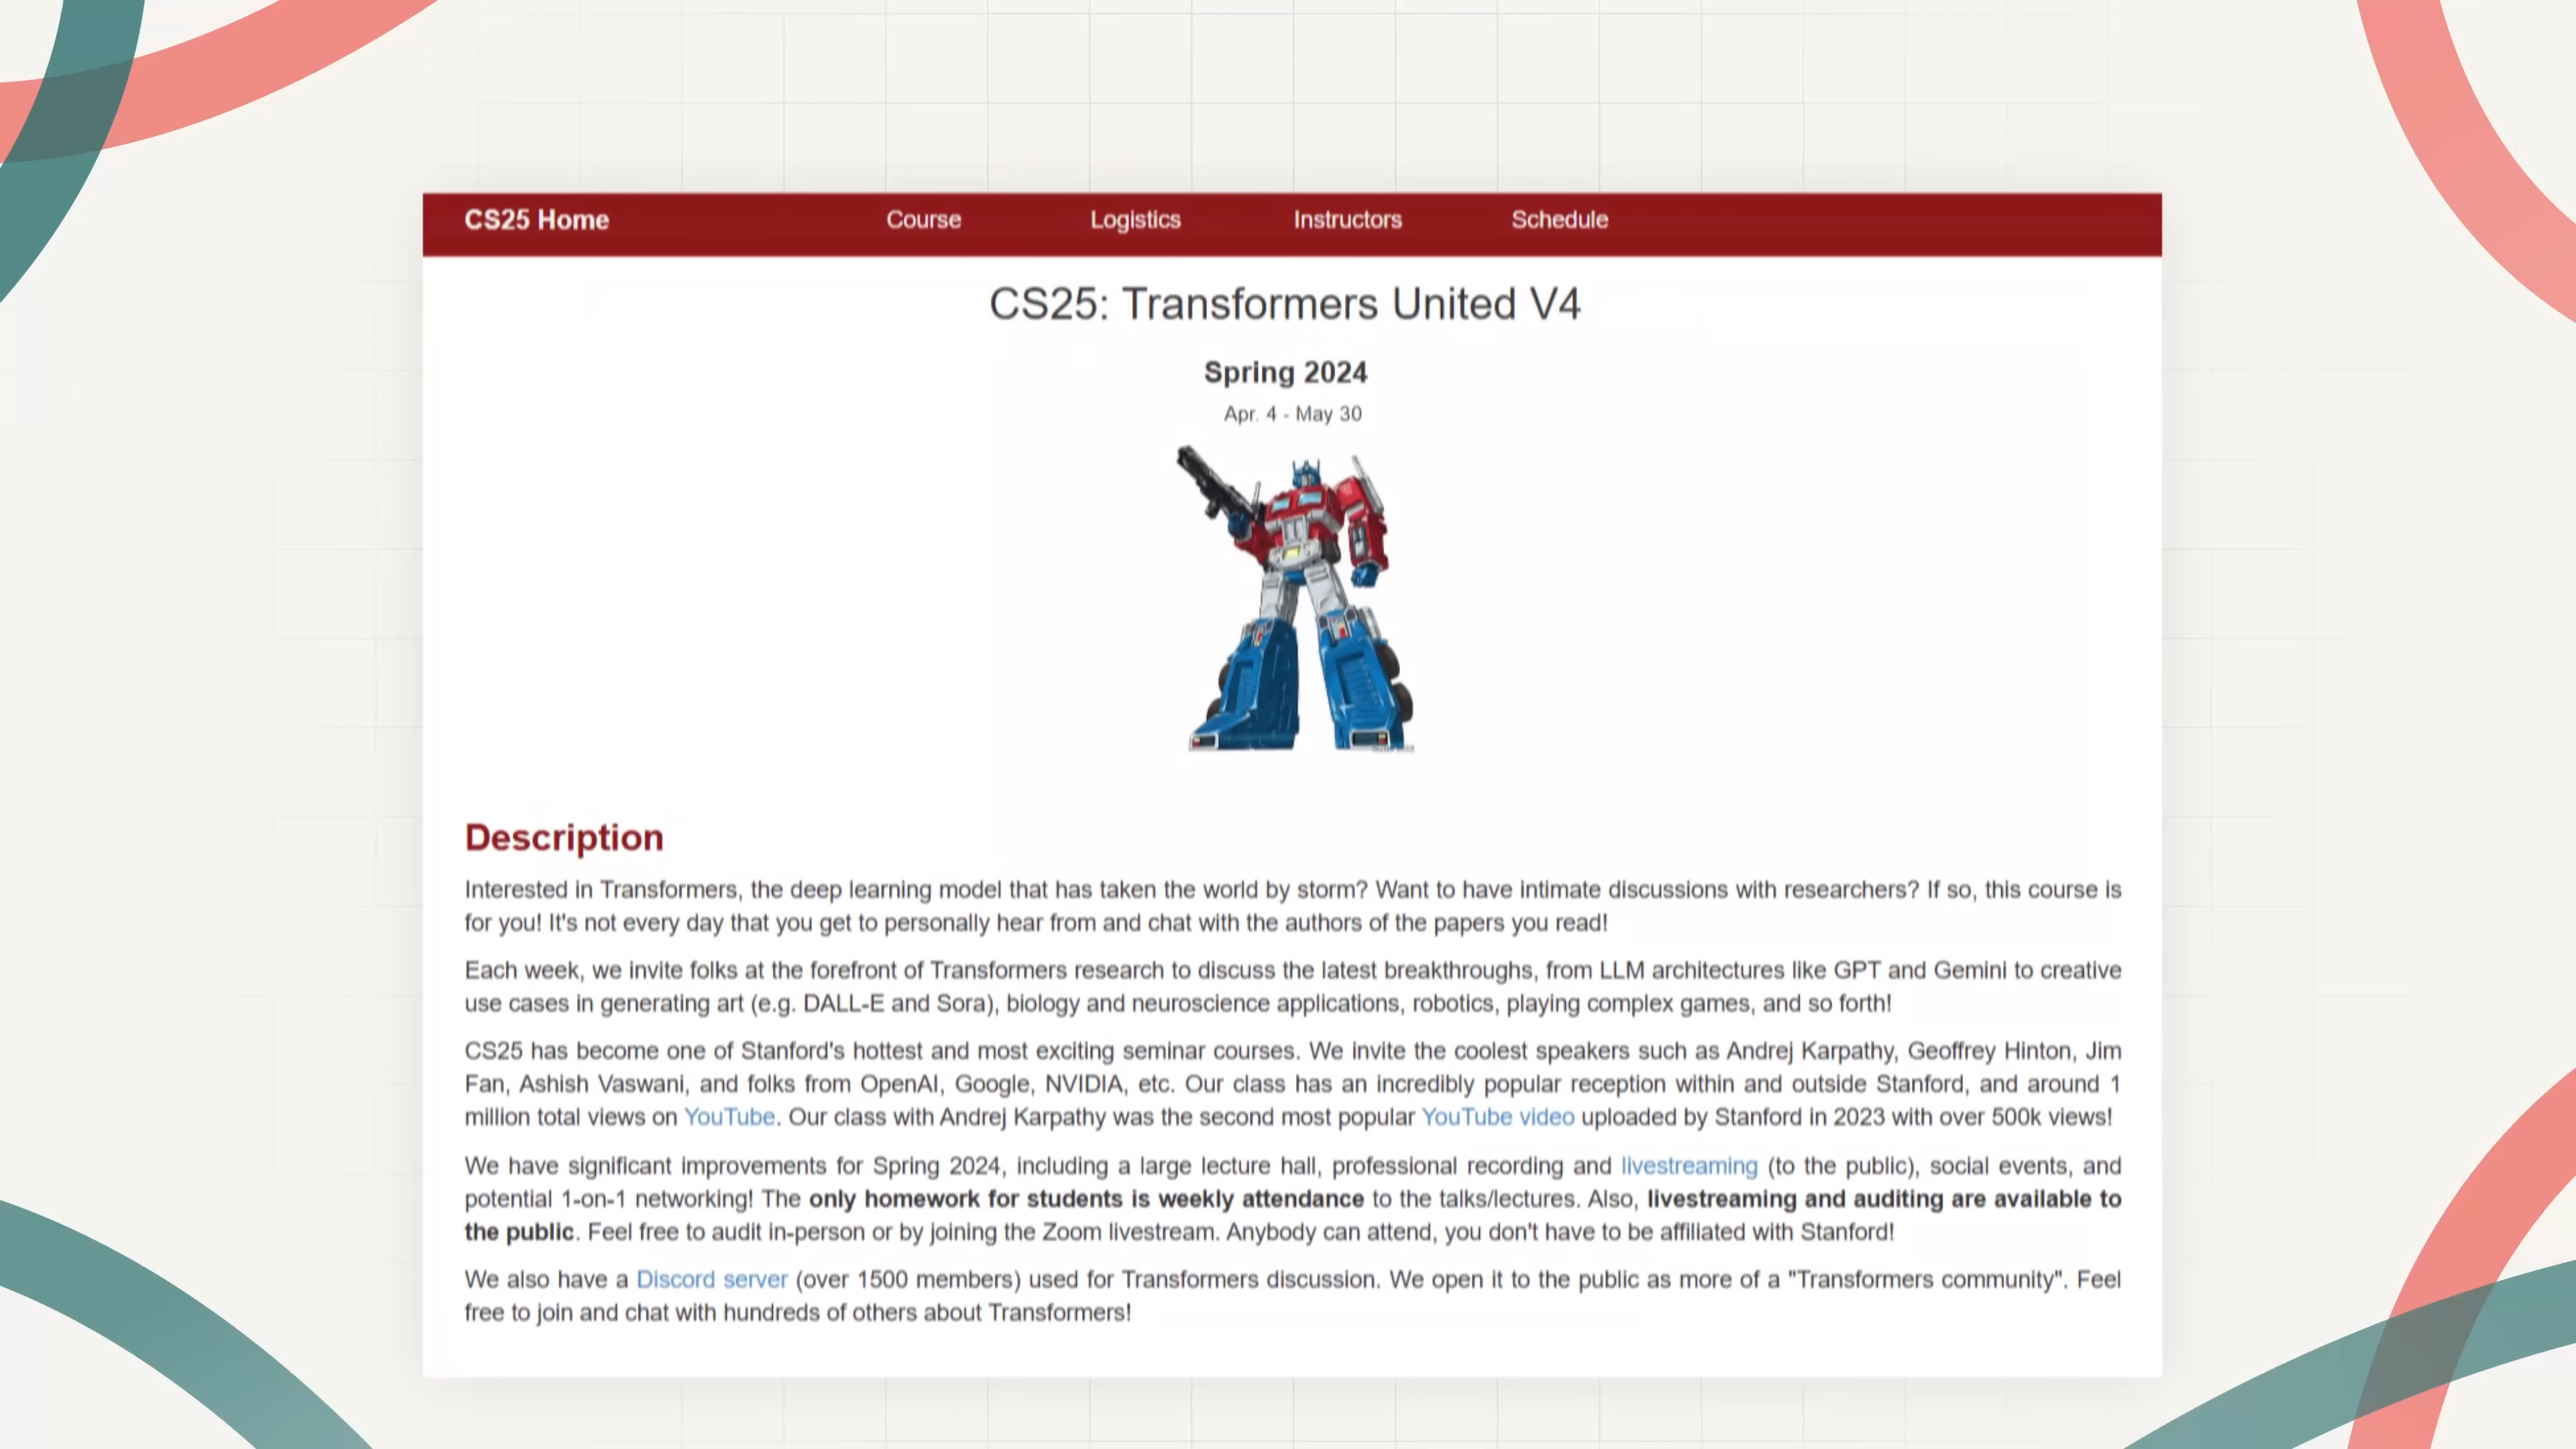 CS25 Home Course Logistics Instructors Schedule
CS25: Transformers United V4
Spring 2024
Apr. 4 - May 30
Description
Interested in Transformers, the deep learning model that has taken the world by storm? Want to have intimate discussions with researchers? If so, this course is
for you! It's not every day that you get to personally hear from and chat with the authors of the papers you read!
Each week, we invite folks at the forefront of Transformers research to discuss the latest breakthroughs, from LLM architectures like GPT and Gemini to creative
use cases in generating art (e.g. DALL-E and Sora), biology and neuroscience applications, robotics, playing complex games, and so forth!
CS25 has become one of Stanford's hottest and most exciting seminar courses. We invite the coolest speakers such as Andrej Karpathy, Geoffrey Hinton, Jim
Fan, Ashish Vaswani, and folks from OpenAI, Google, NVIDIA, etc. Our class has an incredibly popular reception within and outside Stanford, and around 1
million total views on YouTube. Our class with Andrej Karpathy was the second most popular YouTube video uploaded by Stanford in 2023 with over 500k views!
We have significant improvements for Spring 2024, including a large lecture hall, professional recording and livestreaming (to the public), social events, and
potential 1-on-1 networking! The only homework for students is weekly attendance to the talks/lectures. Also, livestreaming and auditing are available to
the public. Feel free to audit in-person or by joining the Zoom livestream. Anybody can attend, you don't have to be affiliated with Stanford!
We also have a Discord server (over 1500 members) used for Transformers discussion. We open it to the public as more of a "Transformers community". Feel
free to join and chat with hundreds of others about Transformers!